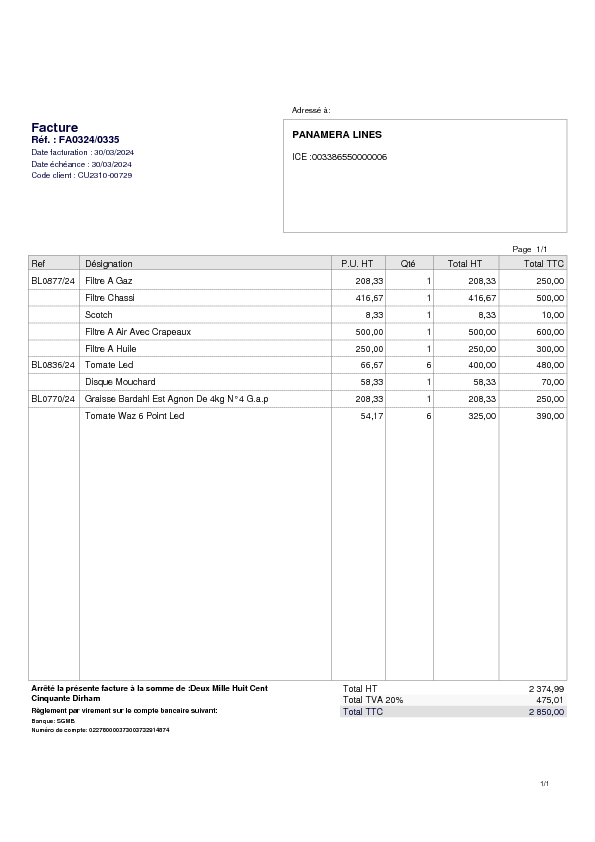 Adressé à:
Facture
Réf. : FA0324/0335
Date facturation : 30/03/2024
Date échéance : 30/03/2024
Code client : CU2310-00729
PANAMERA LINES
ICE :003386550000006
Page 1/1
Ref Désignation P.U. HT Qté Total HT Total TTC
BL0877/24 Filtre A Gaz 208,33 1 208,33 250,00
Filtre Chassi 416,67 1 416,67 500,00
Scotch 8,33 1 8,33 10,00
Filtre A Air Avec Crapeaux 500,00 1 500,00 600,00
Filtre A Huile 250,00 1 250,00 300,00
BL0836/24 Tomate Led 66,67 6 400,00 480,00
Disque Mouchard 58,33 1 58,33 70,00
BL0770/24 Graisse Bardahl Est Agnon De 4kg N°4 G.a.p 208,33 1 208,33 250,00
Tomate Waz 6 Point Led 54,17 6 325,00 390,00
Arrêté la présente facture à la somme de :Deux Mille Huit Cent
Cinquante Dirham
Règlement par virement sur le compte bancaire suivant:
Banque: SGMB
Numéro de compte: 022780000373003732914874
Total HT 2 374,99
Total TVA 20% 475,01
Total TTC 2 850,00
1/1